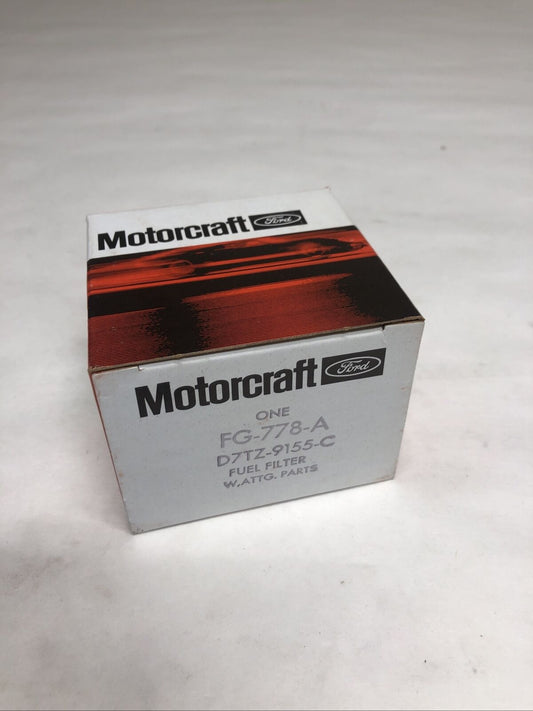 Motorcraft Ford
Motorcraft Ford
ONE
FG-778-A
D7TZ-9155-C
FUEL FILTER
W.ATTG. PARTS